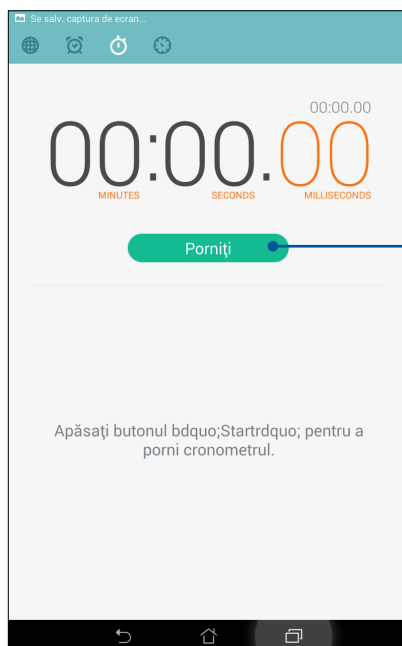 Se salv. captura de ecran...
00:00.00
00:00.00
MINUTES SECONDS MILLISECONDS
Porniţi
Apăsaţi butonul bdquo;Startrdquo; pentru a
porni cronometrul.